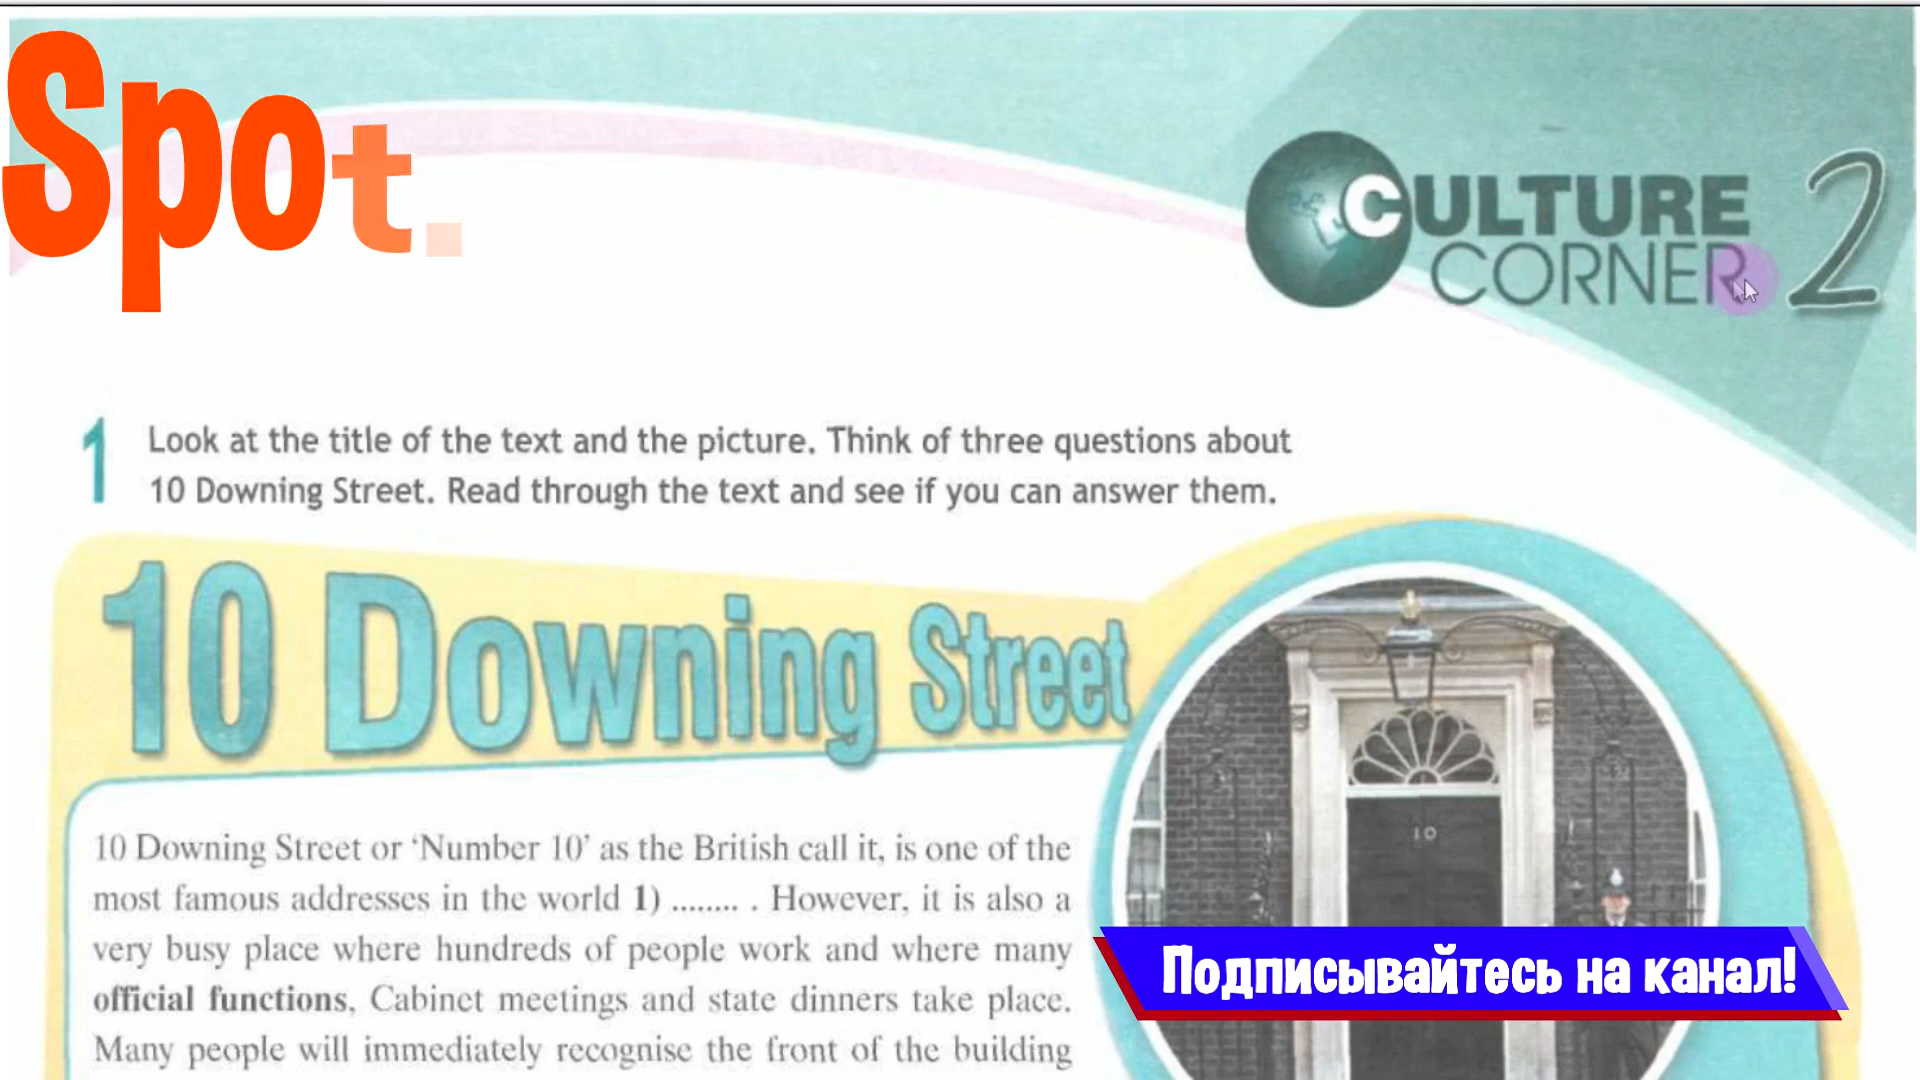 Spot.
CULTURE
CORNER 2
1 Look at the title of the text and the picture. Think of three questions about
10 Downing Street. Read through the text and see if you can answer them.
10 Downing Street
10 Downing Street or ‘Number 10’ as the British call it, is one of the
most famous addresses in the world 1) ........ . However, it is also a
very busy place where hundreds of people work and where many
official functions, Cabinet meetings and state dinners take place.
Many people will immediately recognise the front of the building
10
Подписывайтесь на канал!